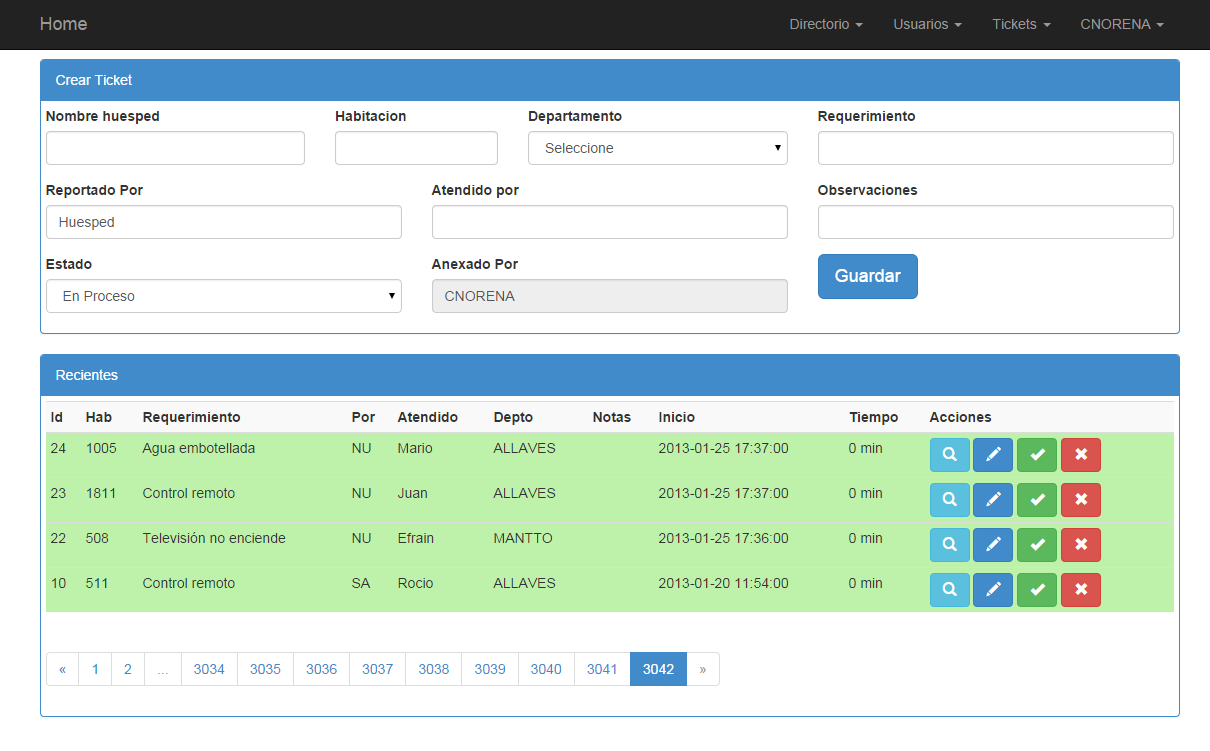 Home Directorio Usuarios Tickets CNORENA
Crear Ticket
Nombre huesped Habitacion Departamento Requerimiento
Seleccione
Reportado Por Atendido por Observaciones
Huesped
Estado Anexado Por Guardar
En Proceso CNORENA
Recientes
Id Hab Requerimiento Por Atendido Depto Notas Inicio Tiempo Acciones
24 1005 Agua embotellada NU Mario ALLAVES 2013-01-25 17:37:00 0 min
23 1811 Control remoto NU Juan ALLAVES 2013-01-25 17:37:00 0 min
22 508 Televisión no enciende NU Efrain MANTTO 2013-01-25 17:36:00 0 min
10 511 Control remoto SA Rocio ALLAVES 2013-01-20 11:54:00 0 min
« 1 2 ... 3034 3035 3036 3037 3038 3039 3040 3041 3042 »